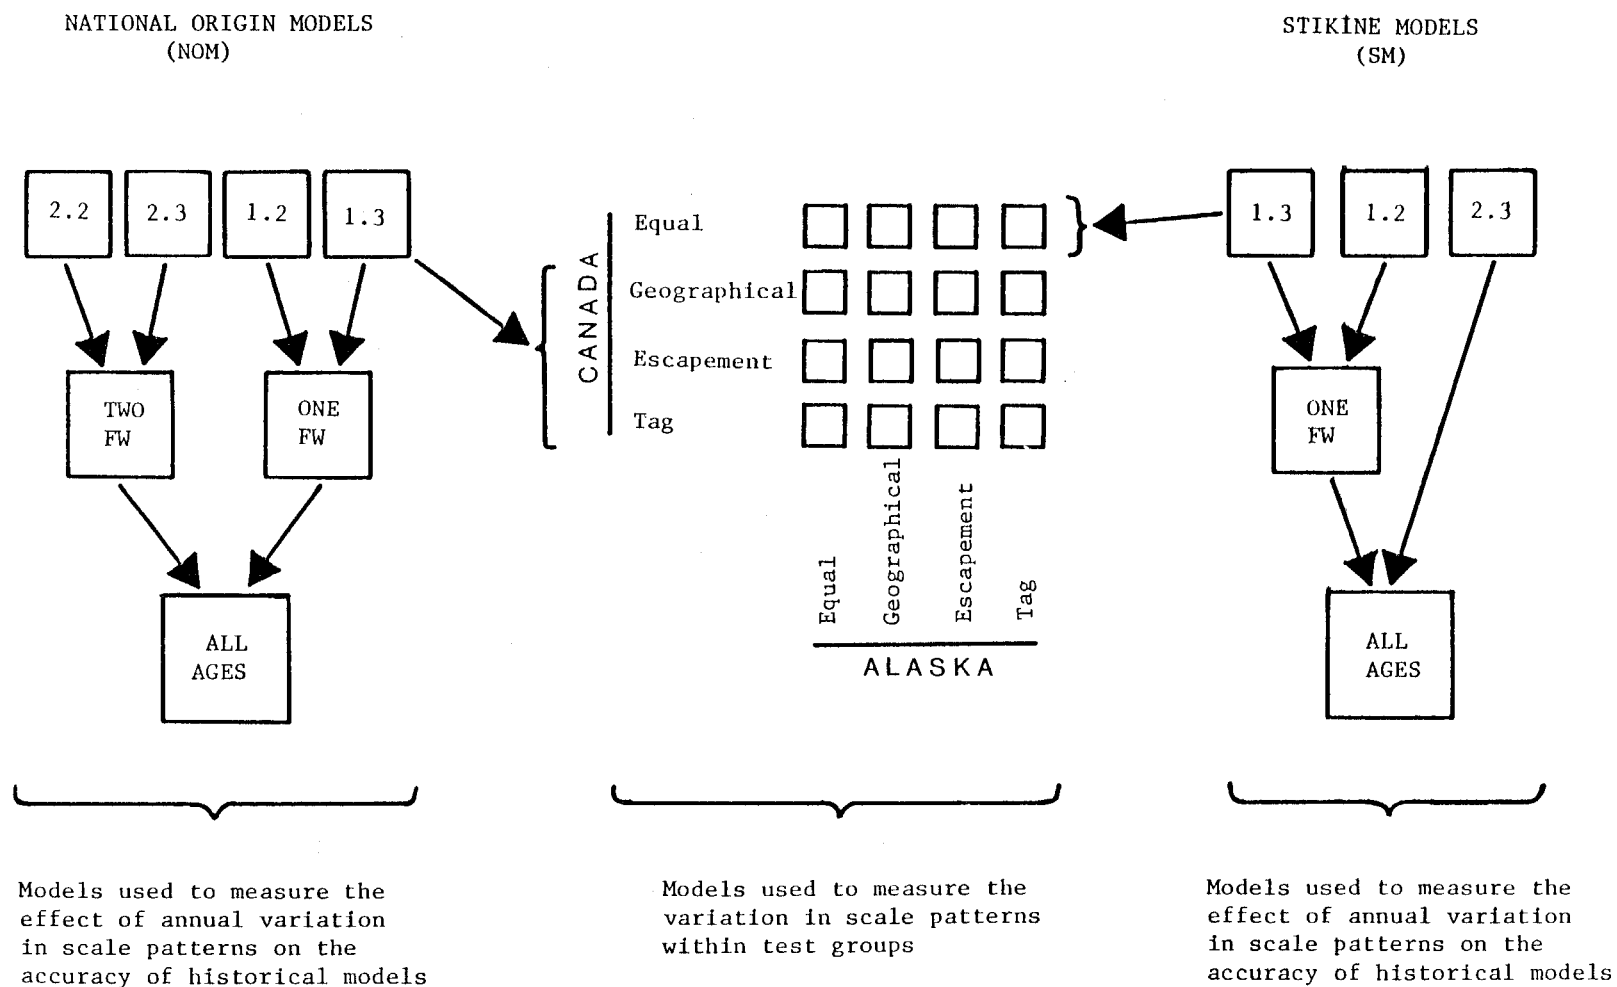 NATIONAL ORIGIN MODELS
(NOM)
STIKINE MODELS
(SM)
2.2
2.3
1.2
1.3
TWO
FW
ONE
FW
ALL
AGES
CANADA
Equal
Geographical
Escapement
Tag
Equal
Geographical
Escapement
Tag
ALASKA
1.3
1.2
2.3
ONE
FW
ALL
AGES
Models used to measure the
effect of annual variation
in scale patterns on the
accuracy of historical models
Models used to measure the
variation in scale patterns
within test groups
Models used to measure the
effect of annual variation
in scale patterns on the
accuracy of historical models